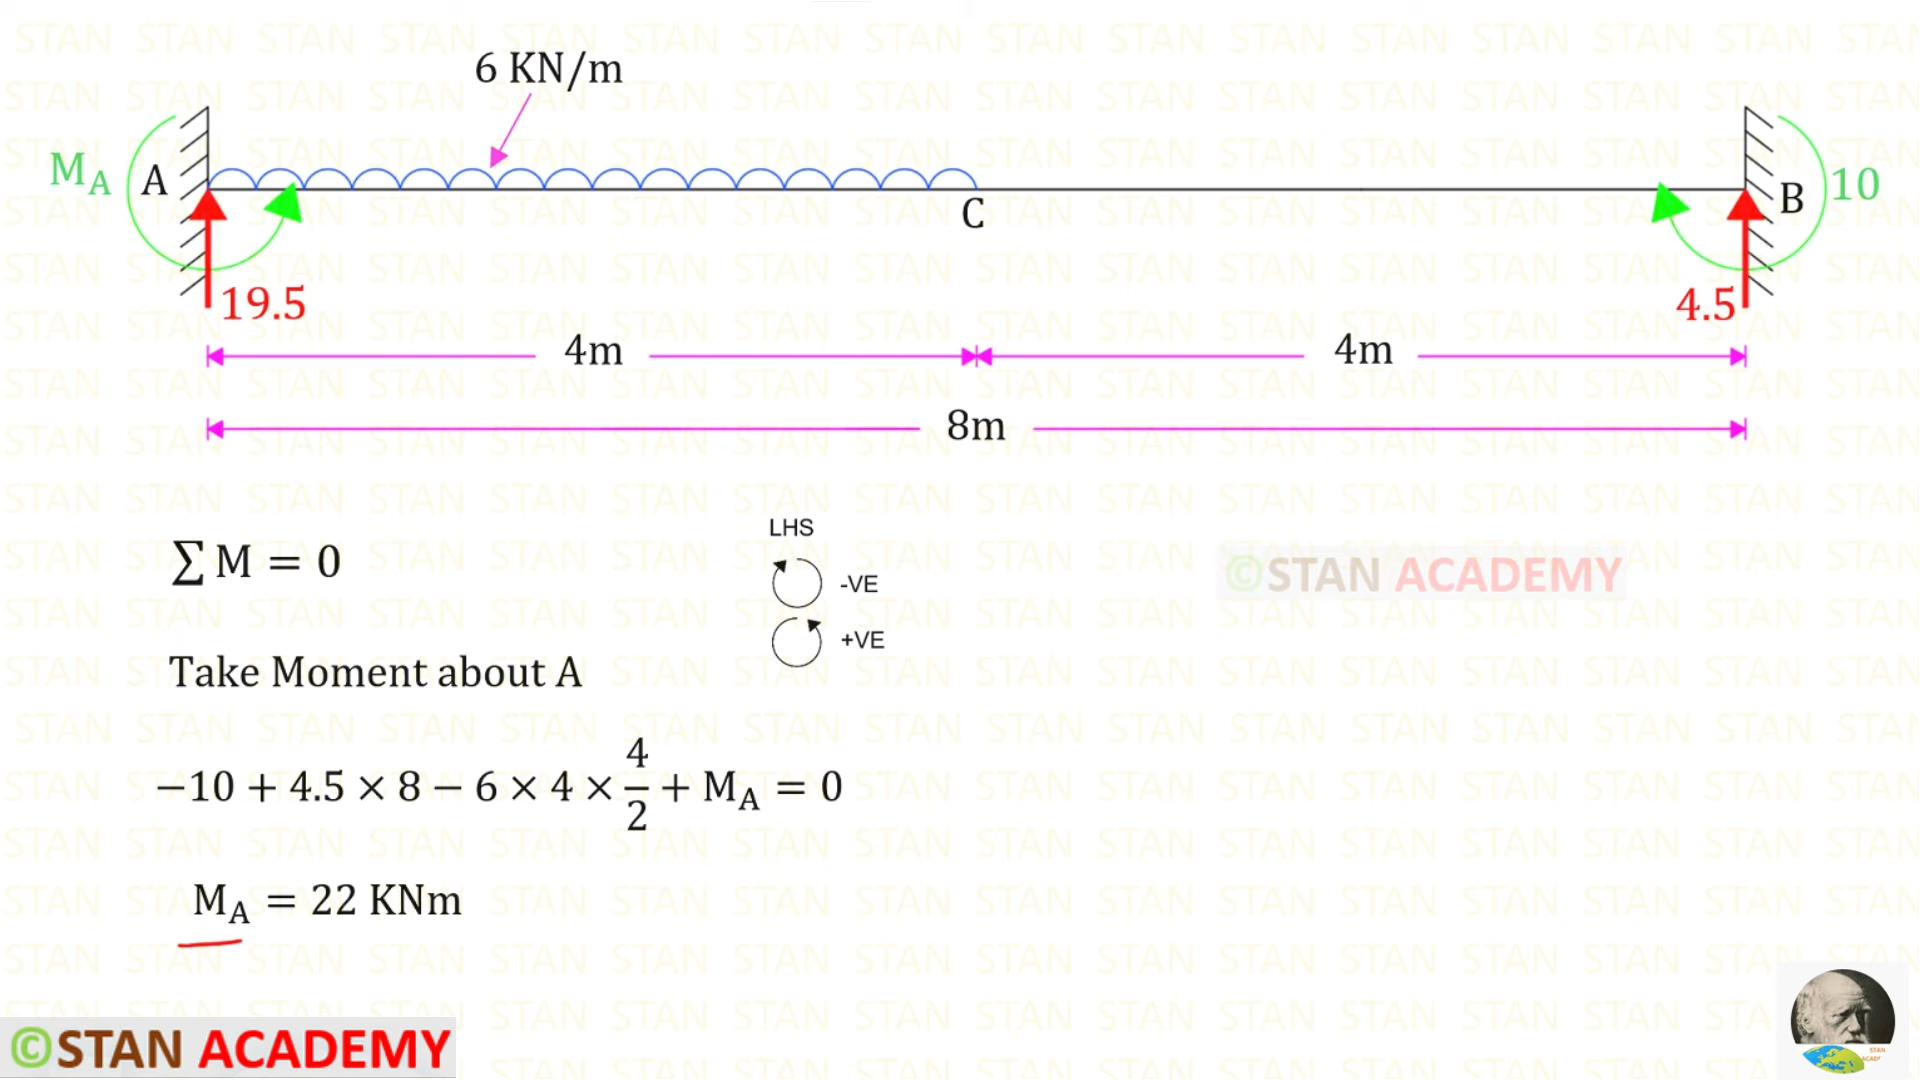 6 KN/m
M_A A B 10
C
19.5 4.5
4m 4m
8m
∑ M = 0
LHS
-VE
+VE
©STAN ACADEMY
Take Moment about A
−10 + 4.5 × 8 − 6 × 4 × 4/2 + M_A = 0
M_A = 22 KNm
©STAN ACADEMY
STAN